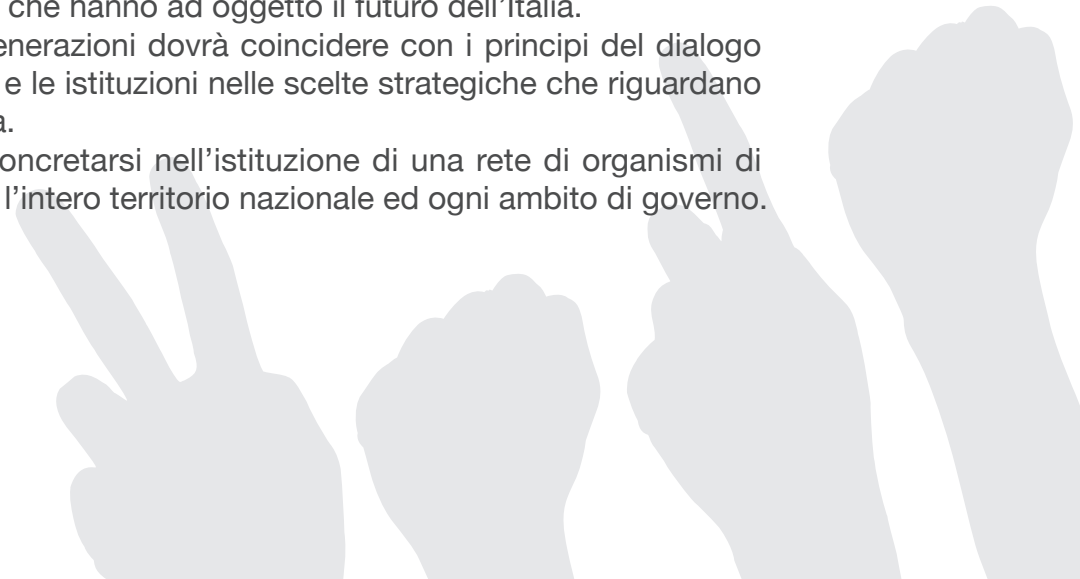 che hanno ad oggetto il futuro dell’Italia.
enerazioni dovrà coincidere con i principi del dialogo
e le istituzioni nelle scelte strategiche che riguardano
a.
oncretarsi nell’istituzione di una rete di organismi di
l’intero territorio nazionale ed ogni ambito di governo.